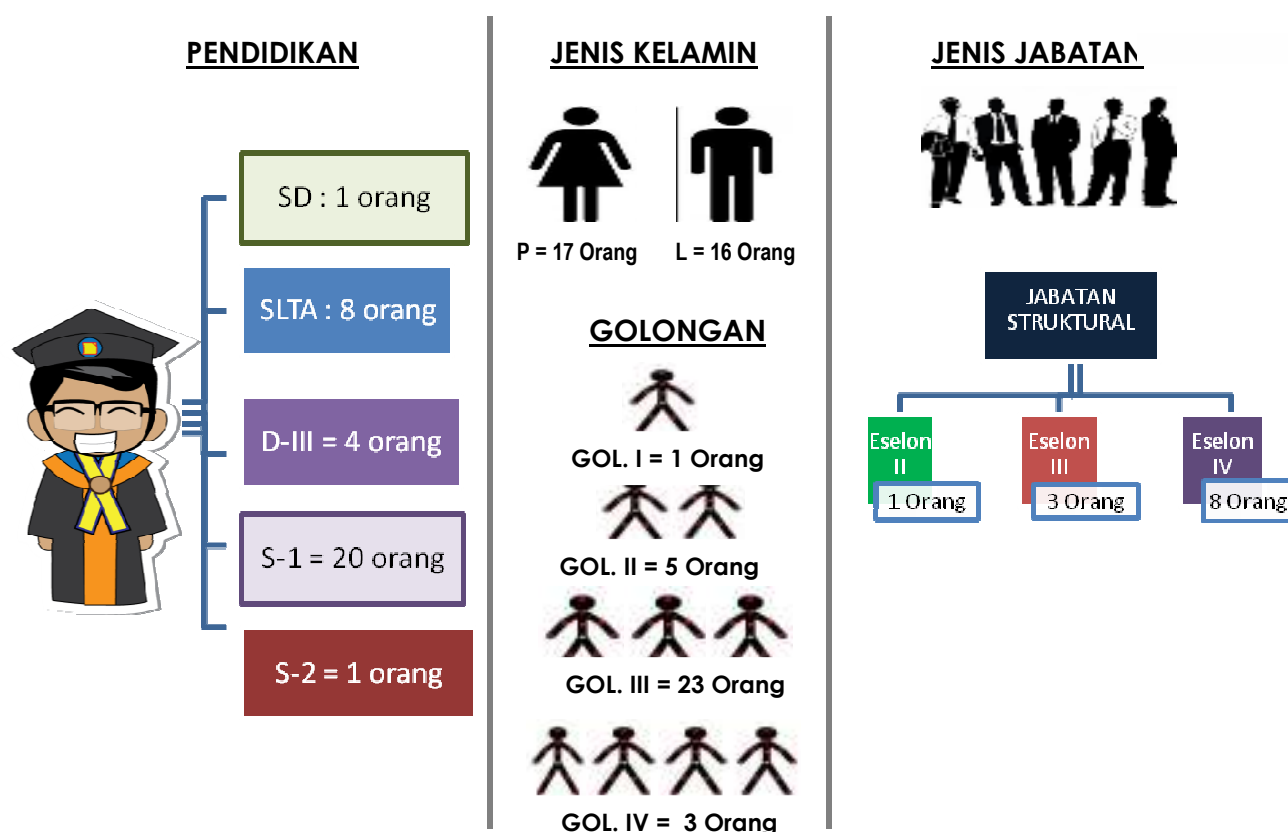 PENDIDIKAN
SD : 1 orang
SLTA : 8 orang
D-III = 4 orang
S-1 = 20 orang
S-2 = 1 orang
JENIS KELAMIN
P = 17 Orang
L = 16 Orang
GOLONGAN
GOL. I = 1 Orang
GOL. II = 5 Orang
GOL. III = 23 Orang
GOL. IV = 3 Orang
JENIS JABATAN
JABATAN
STRUKTURAL
Eselon
II
1 Orang
Eselon
III
3 Orang
Eselon
IV
8 Orang